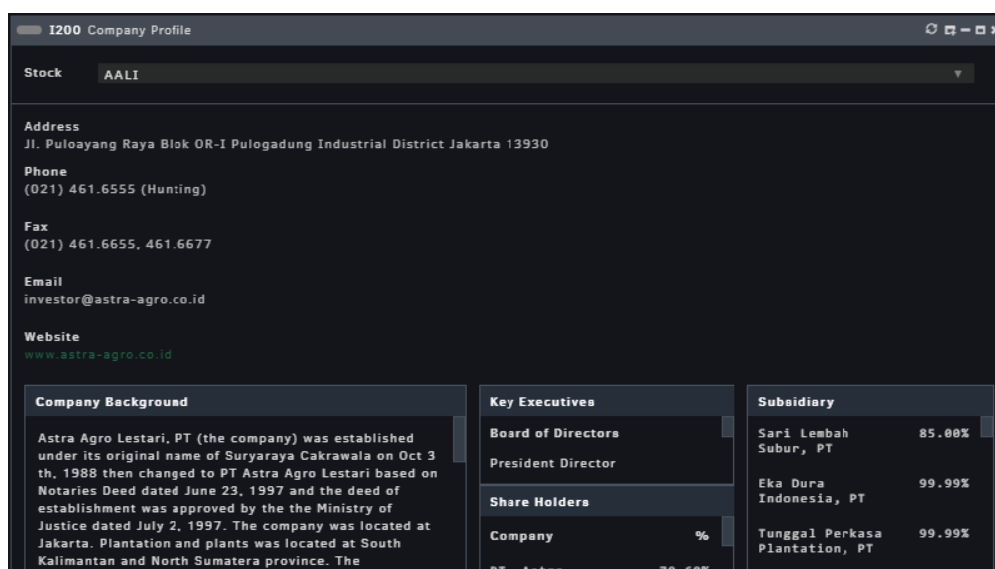 I200 Company Profile
Stock AALI
Address
Jl. Puloayang Raya Blok OR-I Pulogadung Industrial District Jakarta 13930
Phone
(021) 461.6555 (Hunting)
Fax
(021) 461.6655, 461.6677
Email
investor@astra-agro.co.id
Website
www.astra-agro.co.id
Company Background
Astra Agro Lestari, PT (the company) was established
under its original name of Suryaraya Cakrawala on Oct 3
th, 1988 then changed to PT Astra Agro Lestari based on
Notaries Deed dated June 23, 1997 and the deed of
establishment was approved by the the Ministry of
Justice dated July 2, 1997. The company was located at
Jakarta. Plantation and plants was located at South
Kalimantan and North Sumatera province. The
Key Executives
Board of Directors
President Director
Share Holders
Company %
PT. Astra 79.68%
Subsidiary
Sari Lembah 85.00%
Subur, PT
Eka Dura 99.99%
Indonesia, PT
Tunggal Perkasa 99.99%
Plantation, PT